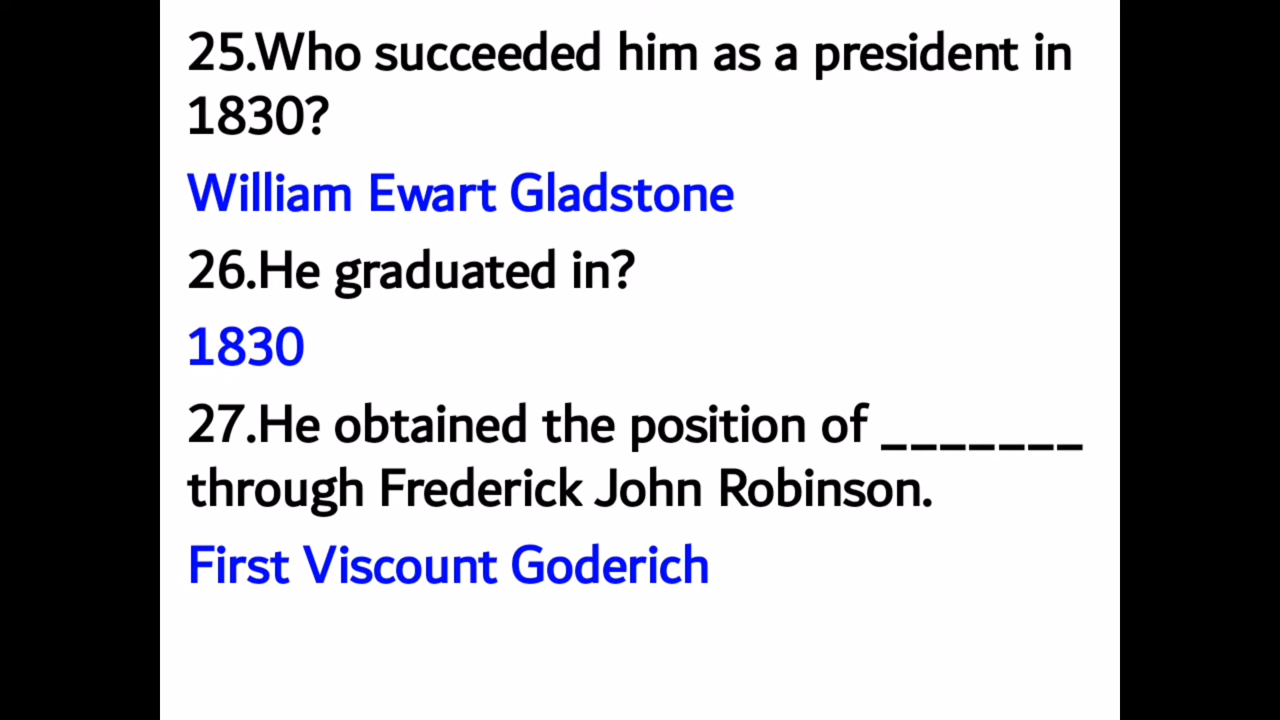 25.Who succeeded him as a president in
1830?
William Ewart Gladstone
26.He graduated in?
1830
27.He obtained the position of _______
through Frederick John Robinson.
First Viscount Goderich